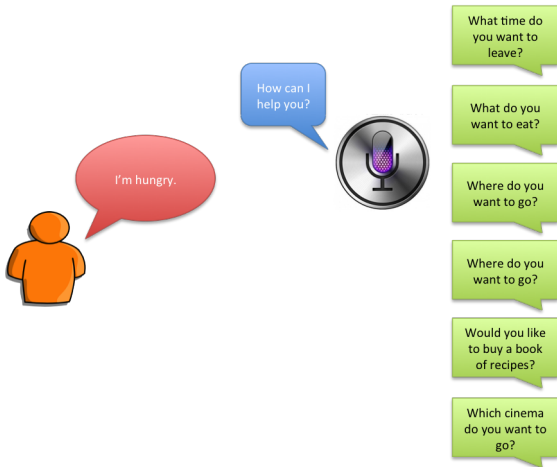 How can I
help you?
I'm hungry.
What time do
you want to
leave?
What do you
want to eat?
Where do you
want to go?
Where do you
want to go?
Would you like
to buy a book
of recipes?
Which cinema
do you want to
go?